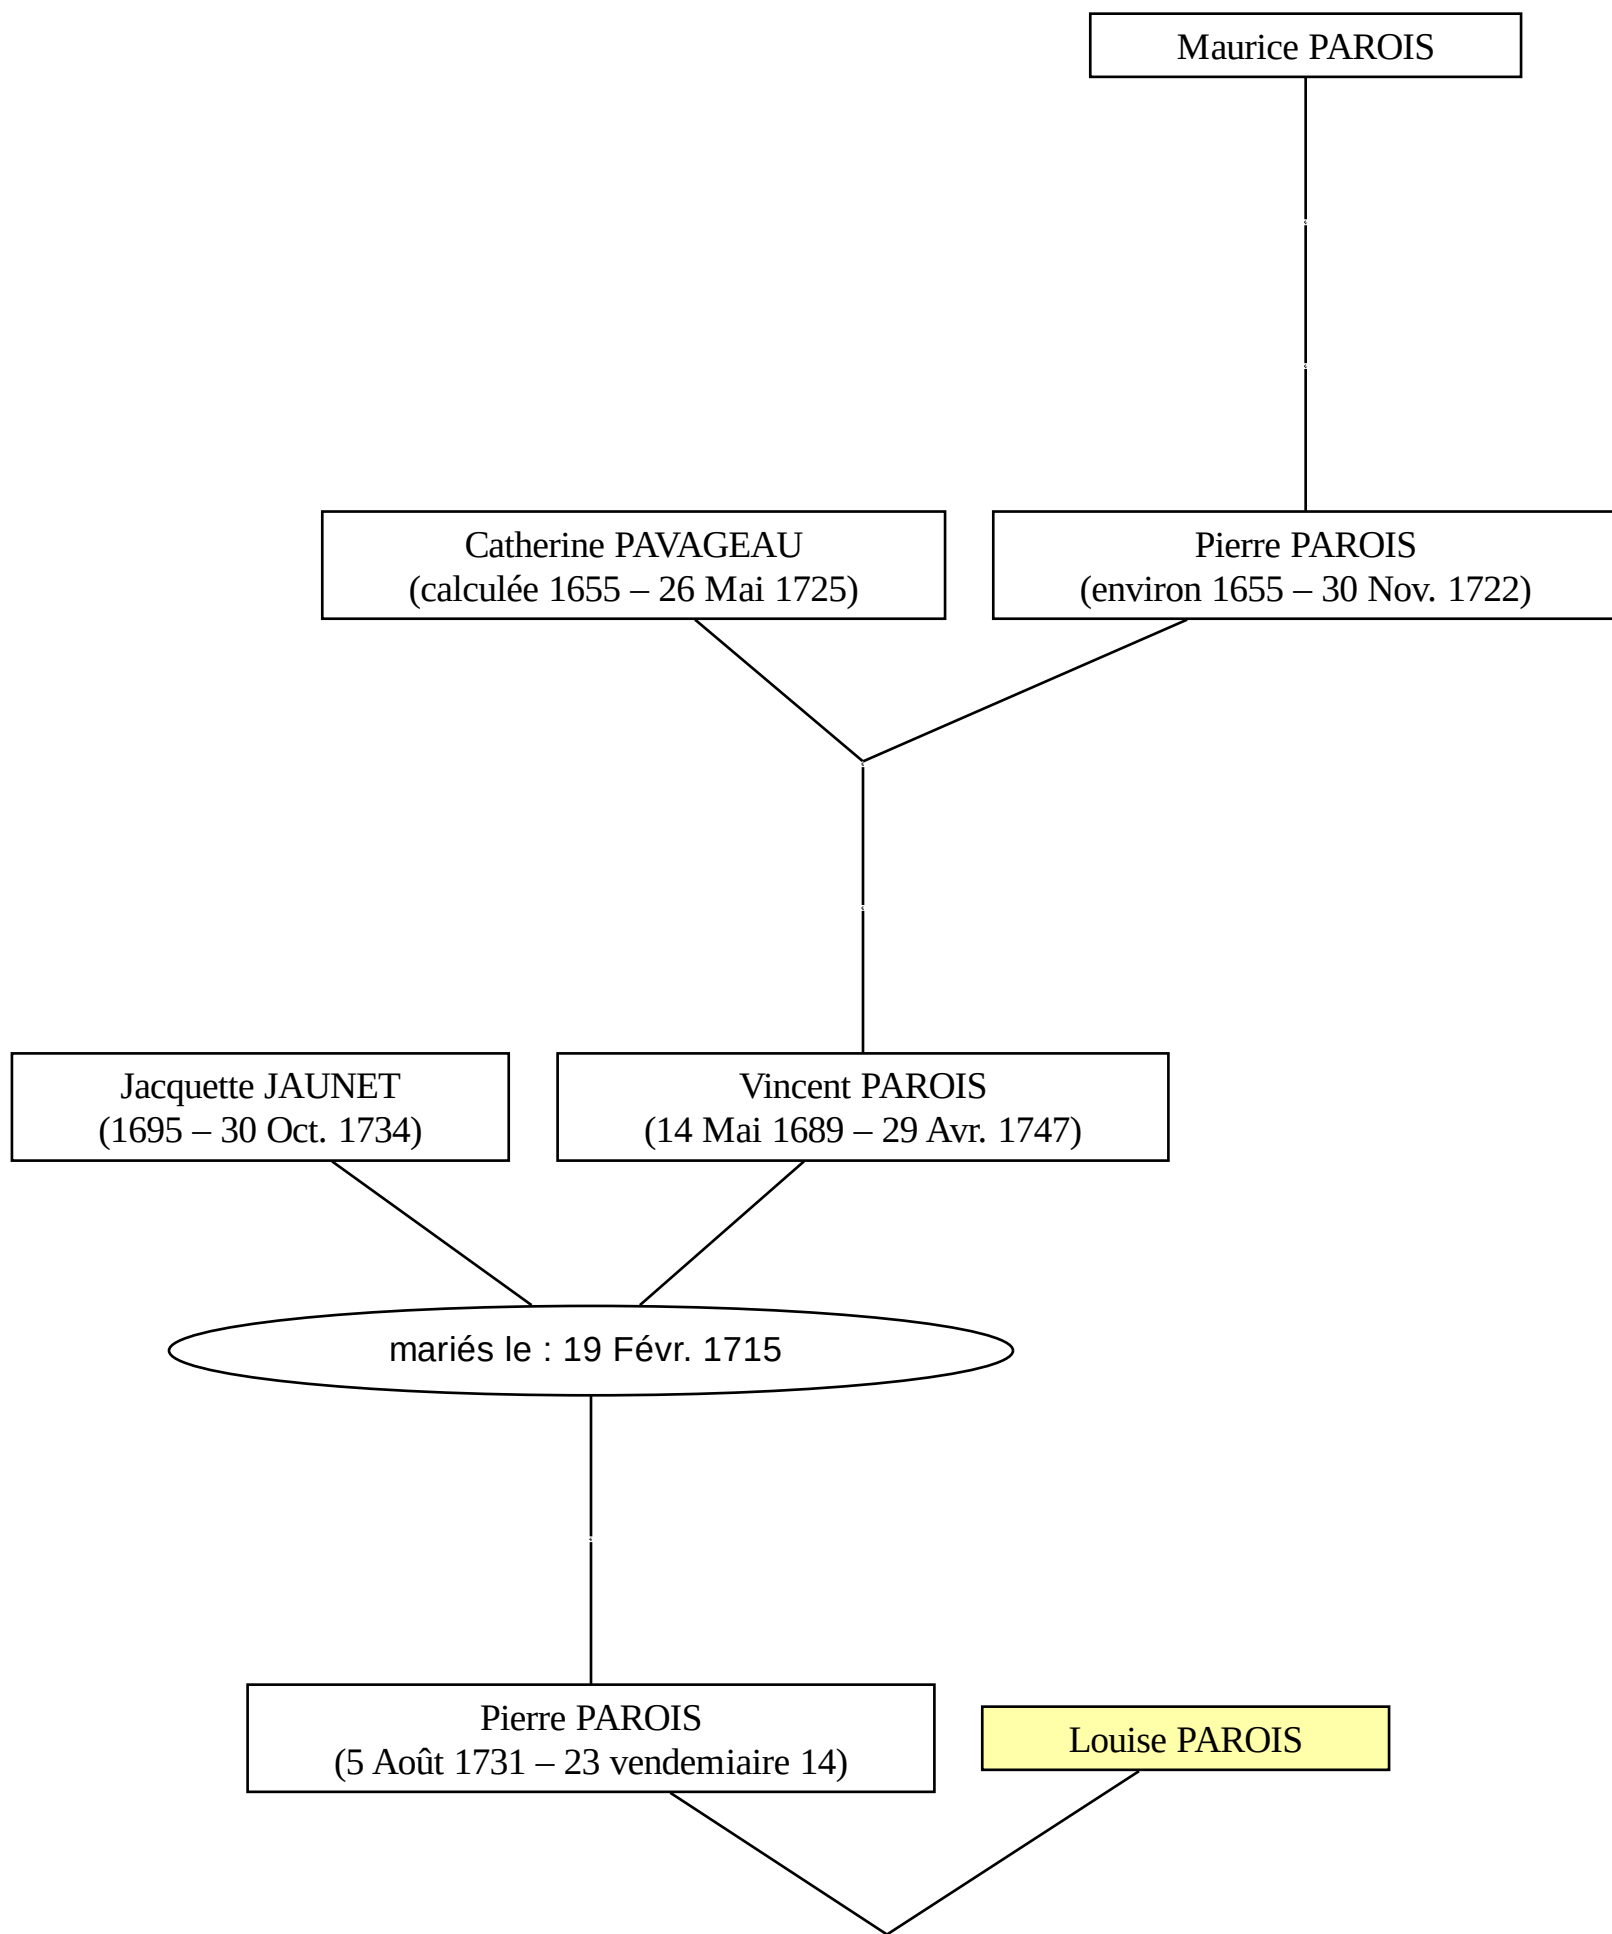 Maurice PAROIS
Catherine PAVAGEAU
(calculée 1655 – 26 Mai 1725)
Pierre PAROIS
(environ 1655 – 30 Nov. 1722)
Jacquette JAUNET
(1695 – 30 Oct. 1734)
Vincent PAROIS
(14 Mai 1689 – 29 Avr. 1747)
mariés le : 19 Févr. 1715
Pierre PAROIS
(5 Août 1731 – 23 vendemiaire 14)
Louise PAROIS